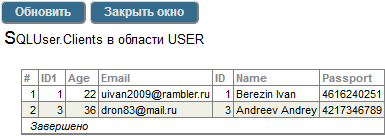 Обновить Закрыть окно
SQLUser.Clients в области USER
# ID1 Age Email ID Name Passport
1 1 22 uivan2009@rambler.ru 1 Berezin Ivan 4616240251
2 3 36 dron83@mail.ru 3 Andreev Andrey 4217346789
Завершено